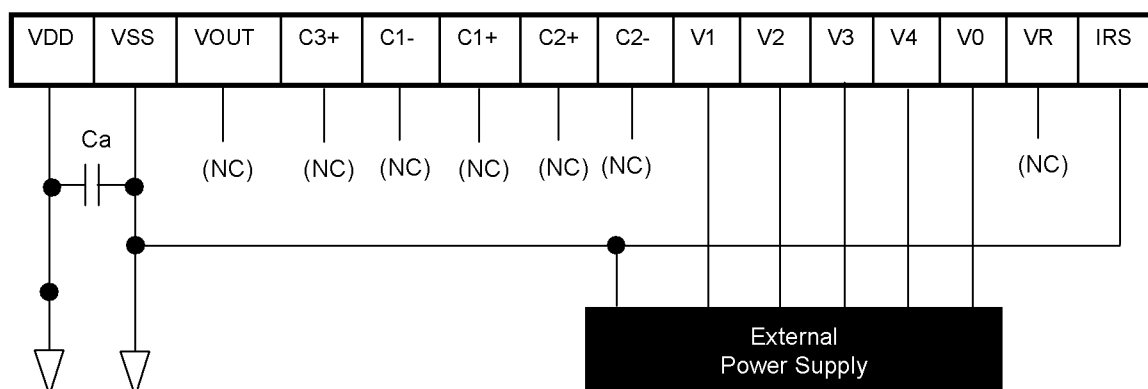 VDD VSS VOUT C3+ C1- C1+ C2+ C2- V1 V2 V3 V4 V0 VR IRS
Ca
(NC) (NC) (NC) (NC) (NC) (NC) (NC)
External
Power Supply